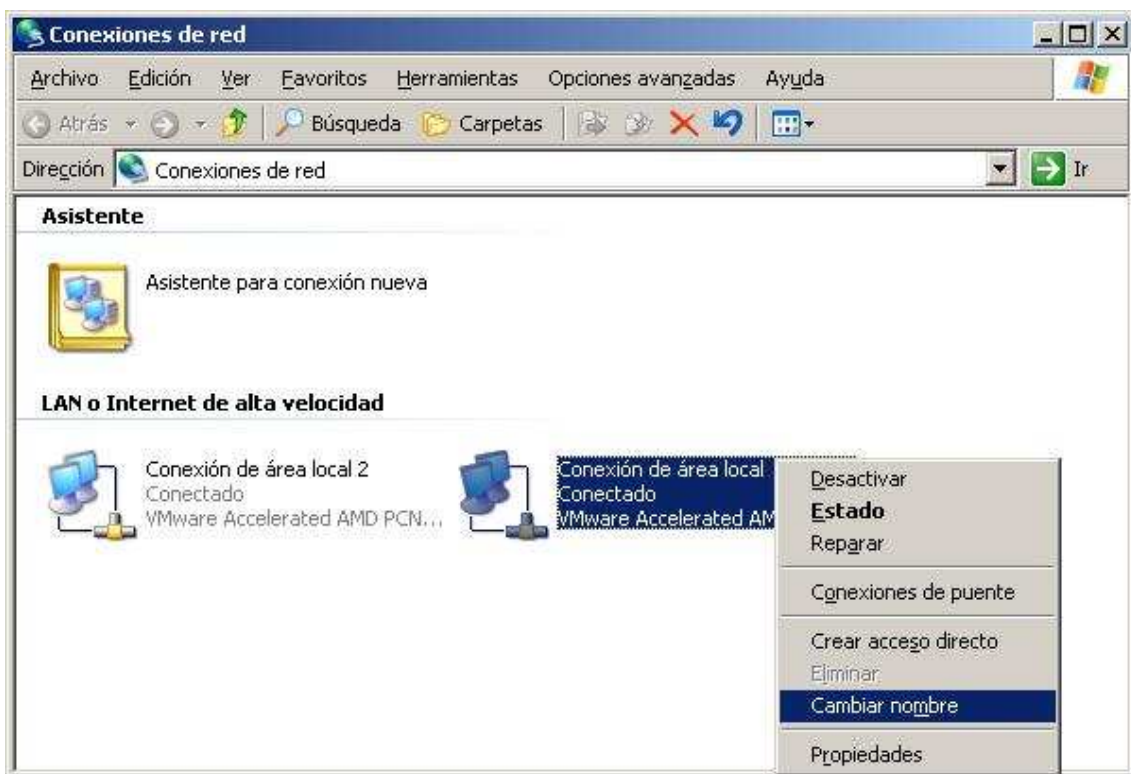 Conexiones de red
Archivo Edición Ver Favoritos Herramientas Opciones avanzadas Ayuda
Atrás Búsqueda Carpetas
Dirección Conexiones de red Ir
Asistente
Asistente para conexión nueva
LAN o Internet de alta velocidad
Conexión de área local 2
Conectado
VMware Accelerated AMD PCN...
Conexión de área local
Conectado
VMware Accelerated AM
Desactivar
Estado
Reparar
Conexiones de puente
Crear acceso directo
Eliminar
Cambiar nombre
Propiedades